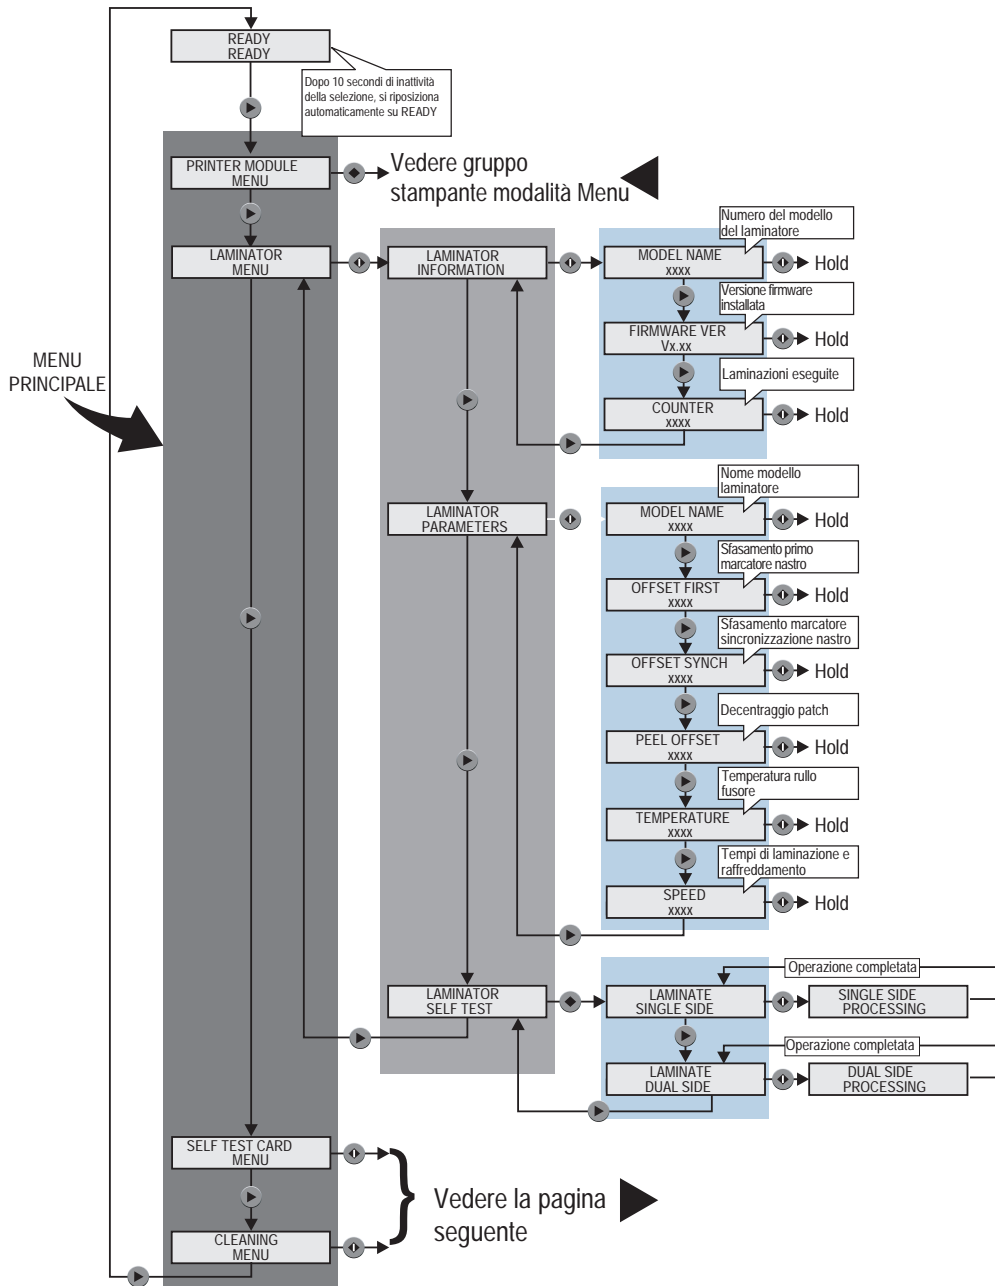 READY
READY
Dopo 10 secondi di inattività
della selezione, si riposiziona
automaticamente su READY
PRINTER MODULE
MENU
Vedere gruppo
stampante modalità Menu
LAMINATOR
MENU
LAMINATOR
INFORMATION
Numero del modello
del laminatore
MODEL NAME
xxxx
Hold
Versione firmware
installata
FIRMWARE VER
Vx.xx
Hold
Laminazioni eseguite
COUNTER
xxxx
Hold
MENU
PRINCIPALE
LAMINATOR
PARAMETERS
Nome modello
laminatore
MODEL NAME
xxxx
Hold
Sfasamento primo
marcatore nastro
OFFSET FIRST
xxxx
Hold
Sfasamento marcatore
sincronizzazione nastro
OFFSET SYNCH
xxxx
Hold
Decentraggio patch
PEEL OFFSET
xxxx
Hold
Temperatura rullo
fusore
TEMPERATURE
xxxx
Hold
Tempi di laminazione e
raffreddamento
SPEED
xxxx
Hold
LAMINATOR
SELF TEST
Operazione completata
LAMINATE
SINGLE SIDE
SINGLE SIDE
PROCESSING
Operazione completata
LAMINATE
DUAL SIDE
DUAL SIDE
PROCESSING
SELF TEST CARD
MENU
CLEANING
MENU
Vedere la pagina
seguente